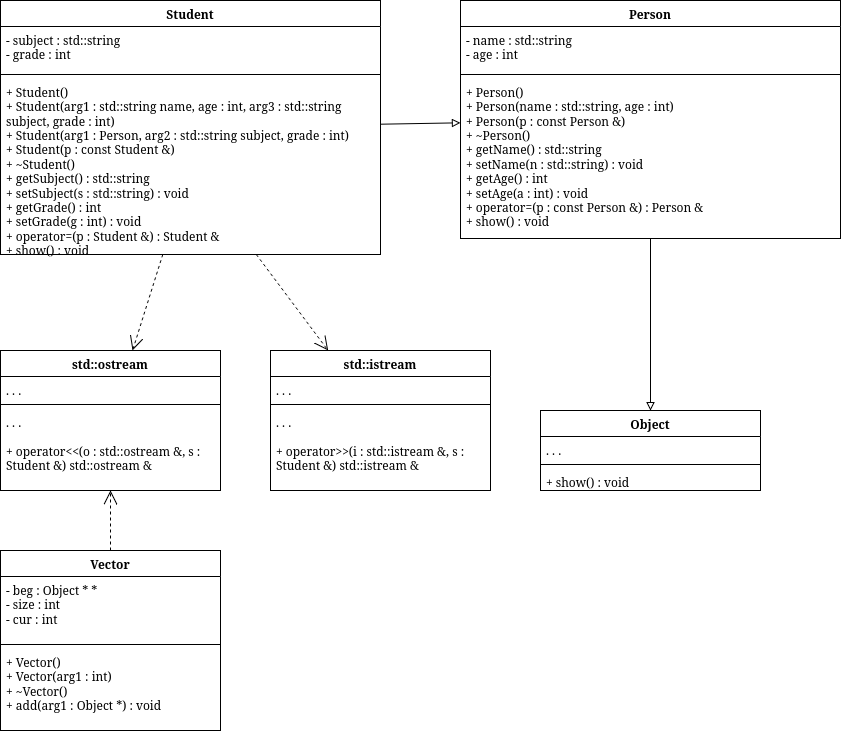 Student
- subject : std::string
- grade : int
+ Student()
+ Student(arg1 : std::string name, age : int, arg3 : std::string
subject, grade : int)
+ Student(arg1 : Person, arg2 : std::string subject, grade : int)
+ Student(p : const Student &)
+ ~Student()
+ getSubject() : std::string
+ setSubject(s : std::string) : void
+ getGrade() : int
+ setGrade(g : int) : void
+ operator=(p : Student &) : Student &
+ show() : void
Person
- name : std::string
- age : int
+ Person()
+ Person(name : std::string, age : int)
+ Person(p : const Person &)
+ ~Person()
+ getName() : std::string
+ setName(n : std::string) : void
+ getAge() : int
+ setAge(a : int) : void
+ operator=(p : const Person &) : Person &
+ show() : void
std::ostream
. . .
. . .
+ operator<<(o : std::ostream &, s :
Student &) std::ostream &
std::istream
. . .
. . .
+ operator>>(i : std::istream &, s :
Student &) std::istream &
Object
. . .
+ show() : void
Vector
- beg : Object * *
- size : int
- cur : int
+ Vector()
+ Vector(arg1 : int)
+ ~Vector()
+ add(arg1 : Object *) : void